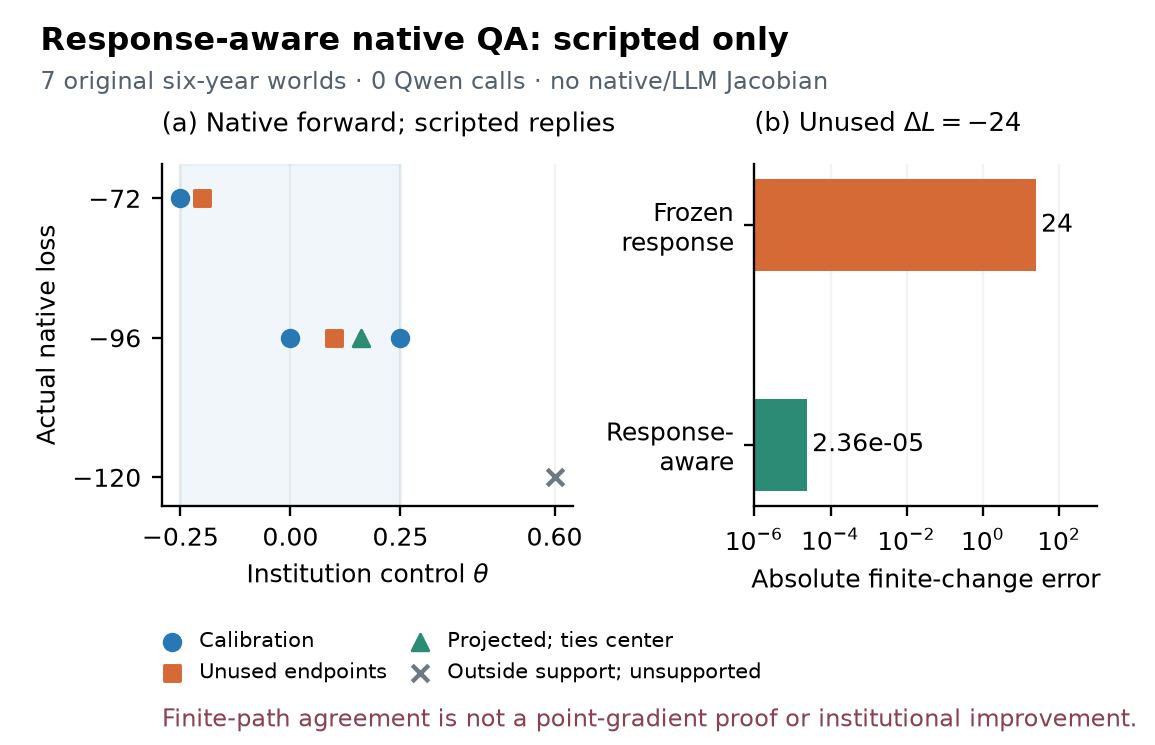 Response-aware native QA: scripted only
7 original six-year worlds · 0 Qwen calls · no native/LLM Jacobian
(a) Native forward; scripted replies
Actual native loss
−72
−96
−120
−0.25
0.00
0.25
0.60
Institution control θ
(b) Unused ΔL = −24
Frozen
response
24
Response-
aware
2.36e-05
10⁻⁶
10⁻⁴
10⁻²
10⁰
10²
Absolute finite-change error
Calibration
Unused endpoints
Projected; ties center
Outside support; unsupported
Finite-path agreement is not a point-gradient proof or institutional improvement.